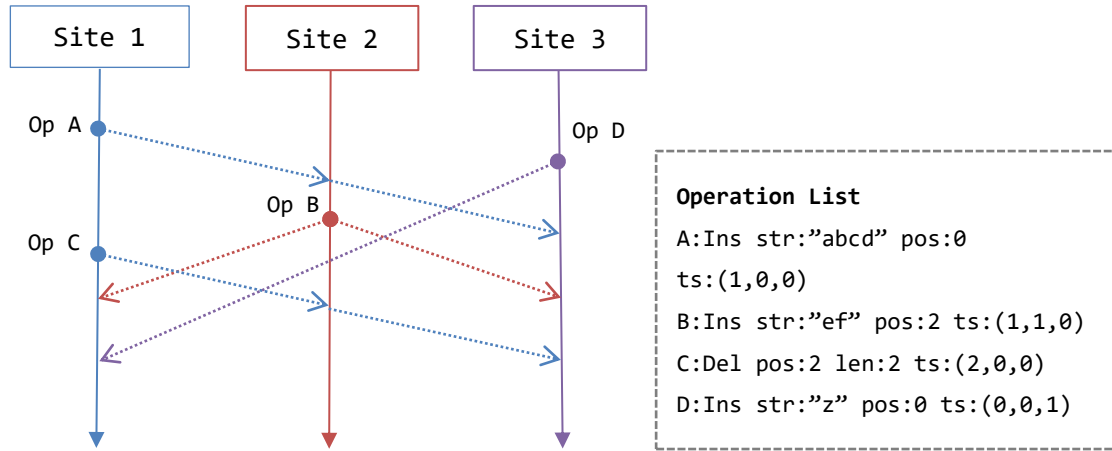 Site 1
Site 2
Site 3
Op A
Op D
Op B
Op C
Operation List
A:Ins str:”abcd” pos:0
ts:(1,0,0)
B:Ins str:”ef” pos:2 ts:(1,1,0)
C:Del pos:2 len:2 ts:(2,0,0)
D:Ins str:”z” pos:0 ts:(0,0,1)